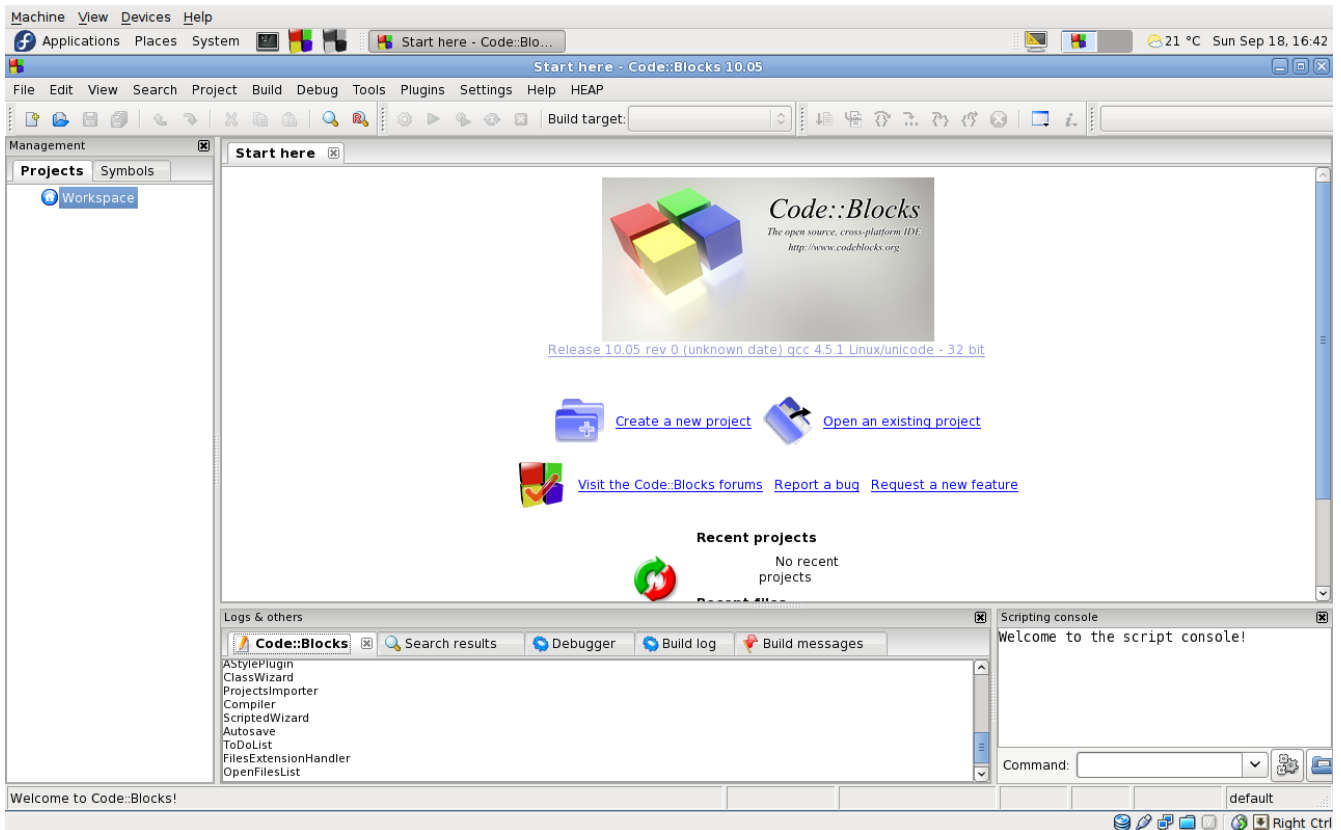 Machine View Devices Help
Applications Places System Start here - Code::Blo... 21 °C Sun Sep 18, 16:42
Start here - Code::Blocks 10.05
File Edit View Search Project Build Debug Tools Plugins Settings Help HEAP
Build target:
Management
Projects Symbols
Workspace
Start here
Code::Blocks
The open source, cross-platform IDE
http://www.codeblocks.org
Release 10.05 rev 0 (unknown date) gcc 4.5.1 Linux/unicode - 32 bit
Create a new project Open an existing project
Visit the Code::Blocks forums Report a bug Request a new feature
Recent projects
No recent
projects
Recent files
Logs & others
Code::Blocks Search results Debugger Build log Build messages
AStylePlugin
ClassWizard
ProjectsImporter
Compiler
ScriptedWizard
Autosave
ToDoList
FilesExtensionHandler
OpenFilesList
Scripting console
Welcome to the script console!
Command:
Welcome to Code::Blocks! default
Right Ctrl